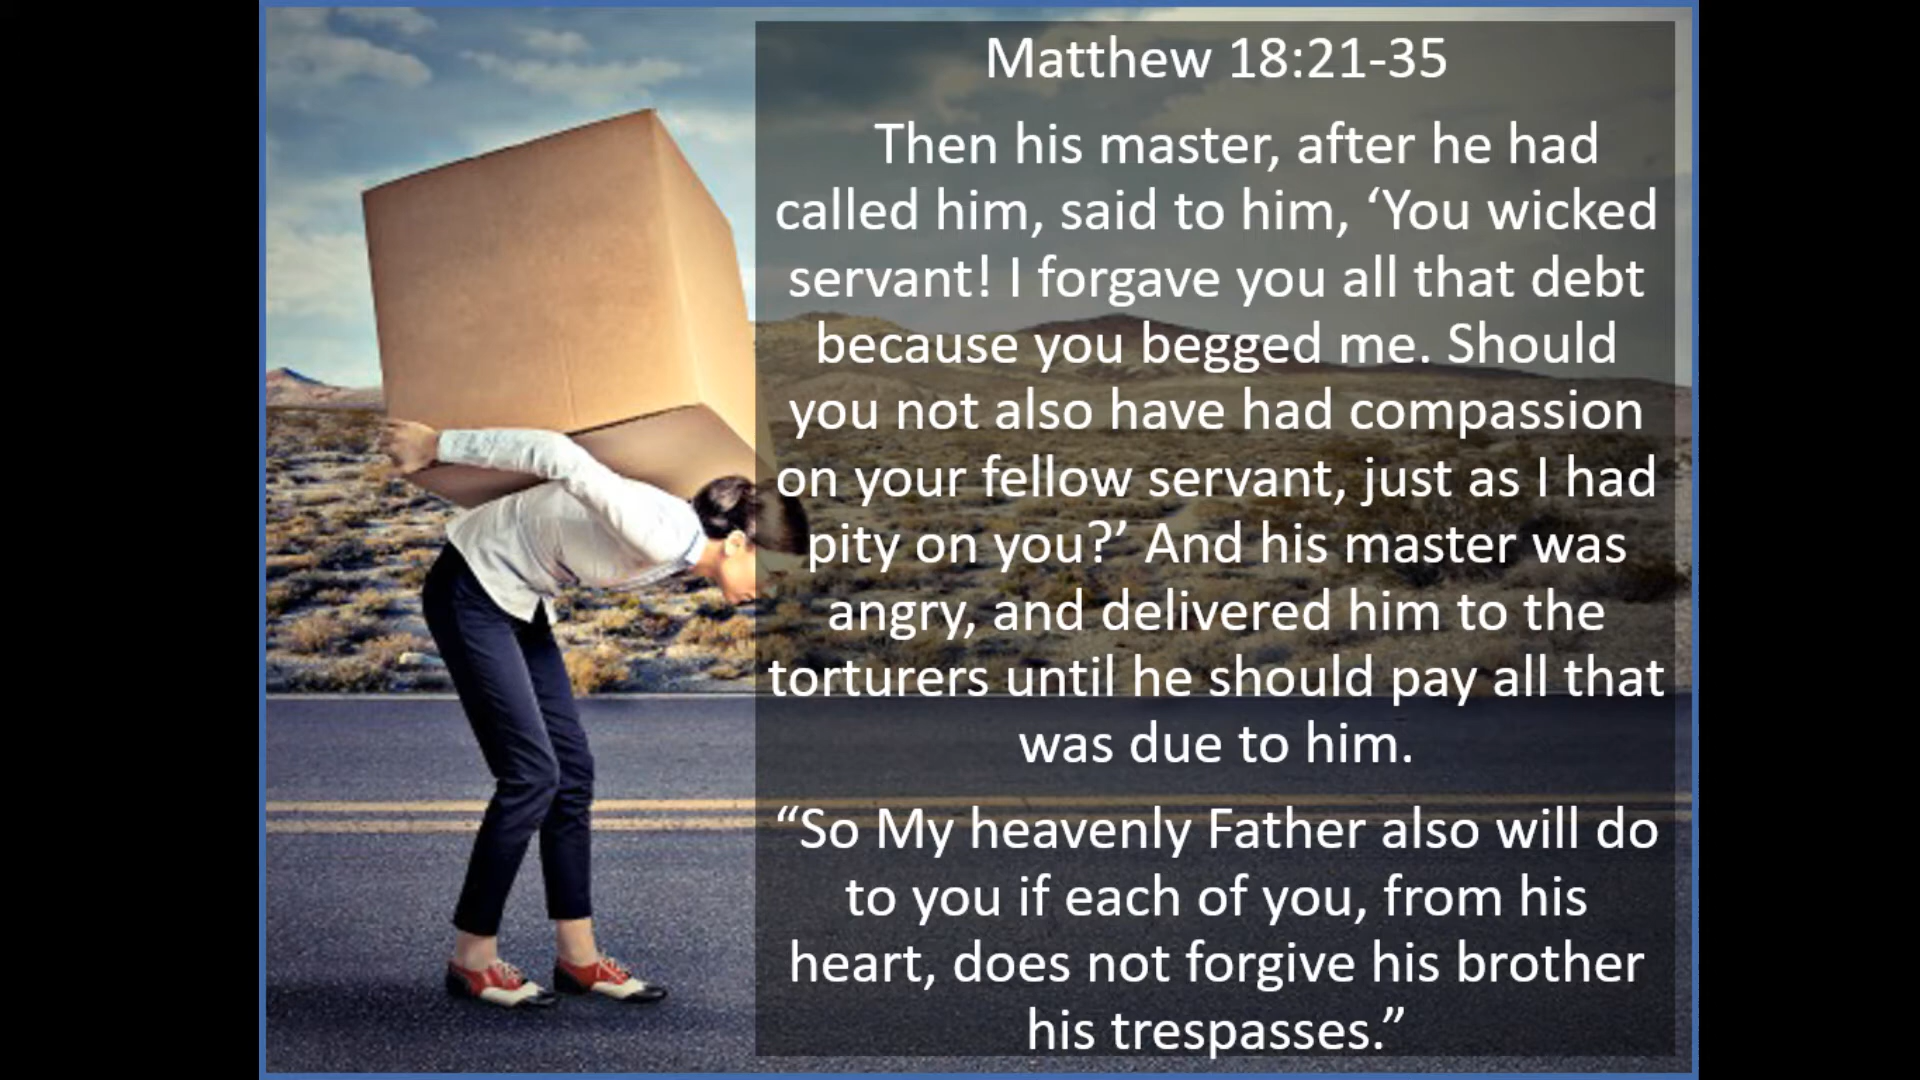 Matthew 18:21-35
Then his master, after he had
called him, said to him, ‘You wicked
servant! I forgave you all that debt
because you begged me. Should
you not also have had compassion
on your fellow servant, just as I had
pity on you?’ And his master was
angry, and delivered him to the
torturers until he should pay all that
was due to him.
“So My heavenly Father also will do
to you if each of you, from his
heart, does not forgive his brother
his trespasses.”